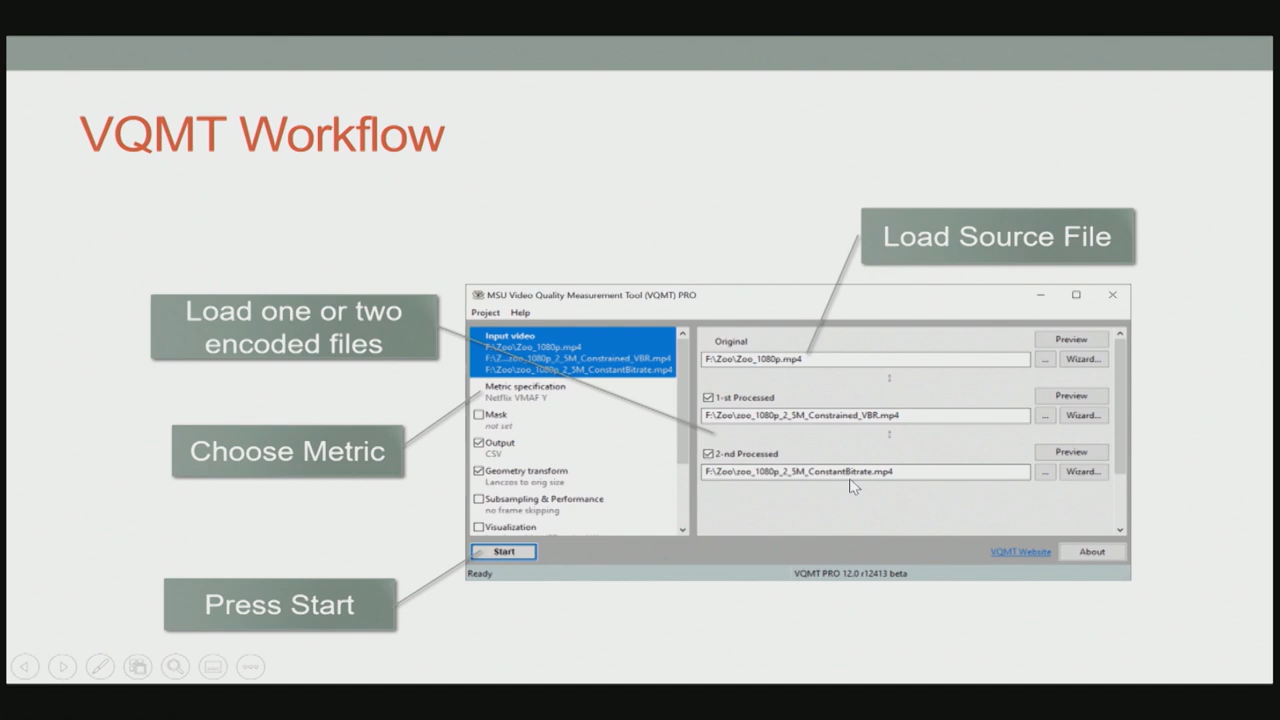 VQMT Workflow
Load Source File
Load one or two
encoded files
Choose Metric
Press Start
MSU Video Quality Measurement Tool (VQMT) PRO
Project Help
Input video
F:\Zoo\Zoo_1080p.mp4
F:\Z...zoo_1080p_2_5M_Constrained_VBR.mp4
F:\Zoo\zoo_1080p_2_5M_ConstantBitrate.mp4
Metric specification
Netflix VMAF Y
Mask
not set
Output
CSV
Geometry transform
Lanczos to orig size
Subsampling & Performance
no frame skipping
Visualization
Original
Preview
F:\Zoo\Zoo_1080p.mp4
... Wizard...
1-st Processed
Preview
F:\Zoo\zoo_1080p_2_5M_Constrained_VBR.mp4
... Wizard...
2-nd Processed
Preview
F:\Zoo\zoo_1080p_2_5M_ConstantBitrate.mp4
... Wizard...
Start
VQMT Website
About
Ready
VQMT PRO 12.0 r12413 beta